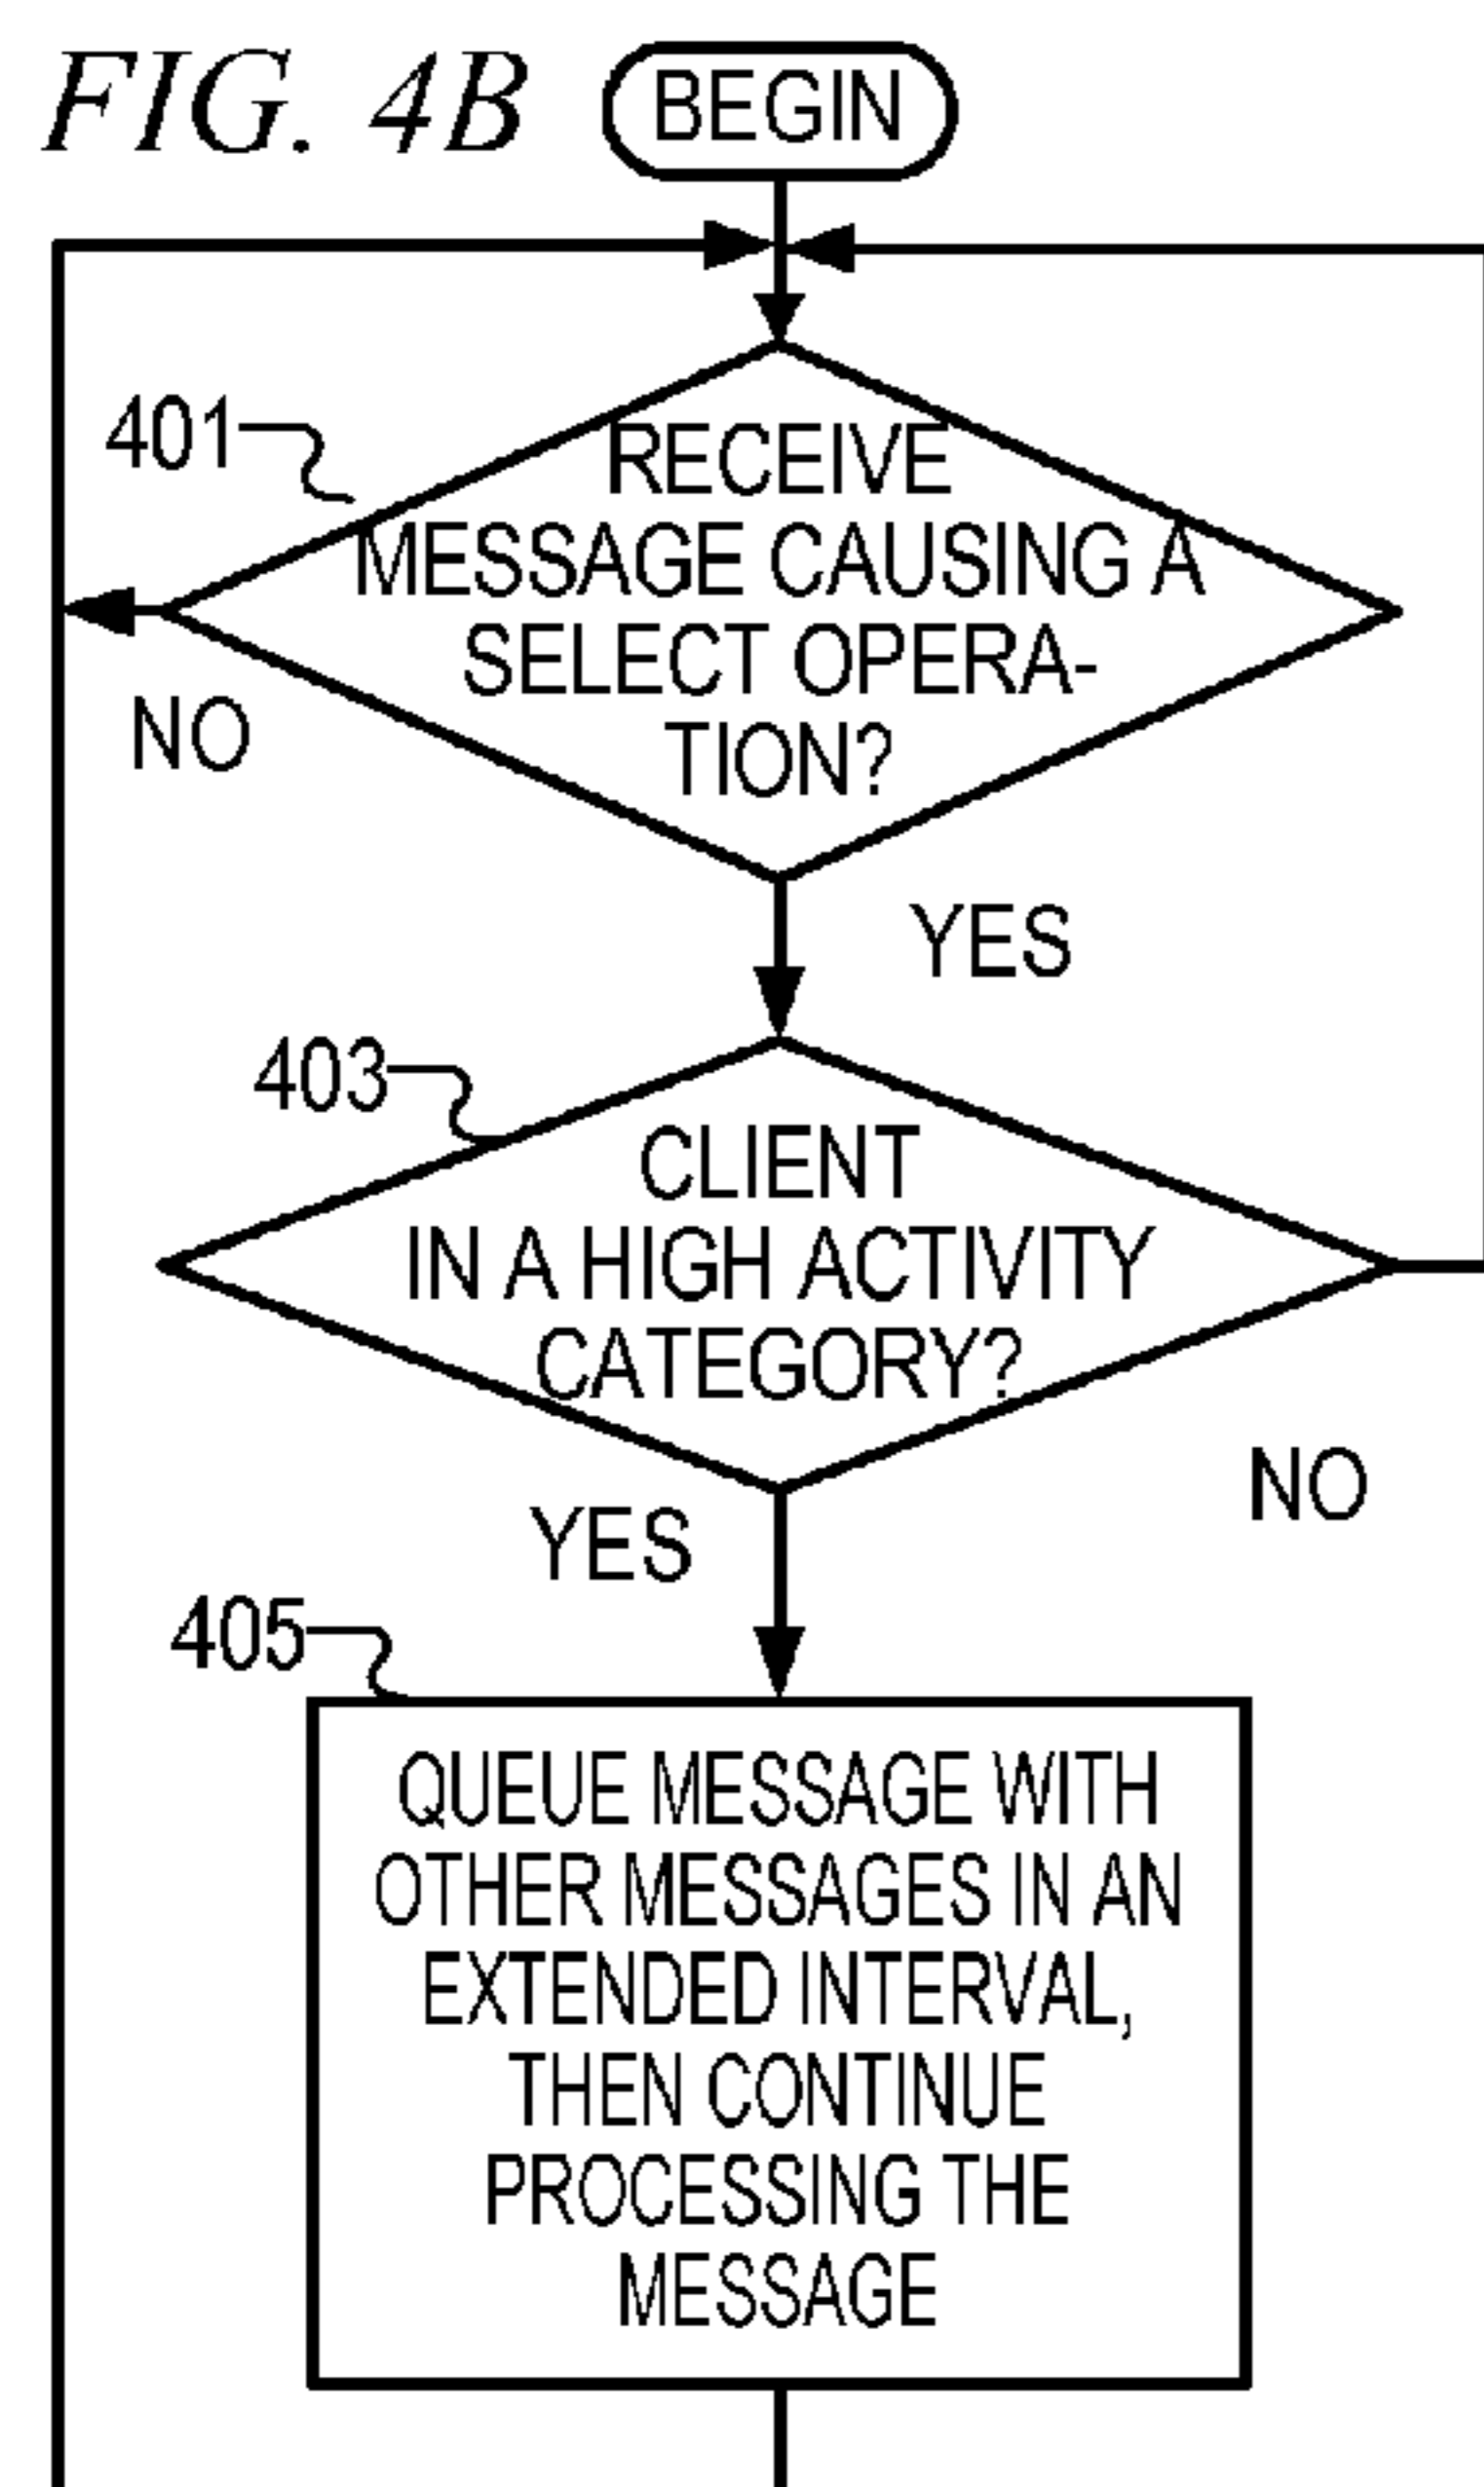 FIG. 4B
BEGIN
401
RECEIVE
MESSAGE CAUSING A
SELECT OPERA-
TION?
NO
YES
403
CLIENT
IN A HIGH ACTIVITY
CATEGORY?
NO
YES
405
QUEUE MESSAGE WITH
OTHER MESSAGES IN AN
EXTENDED INTERVAL,
THEN CONTINUE
PROCESSING THE
MESSAGE